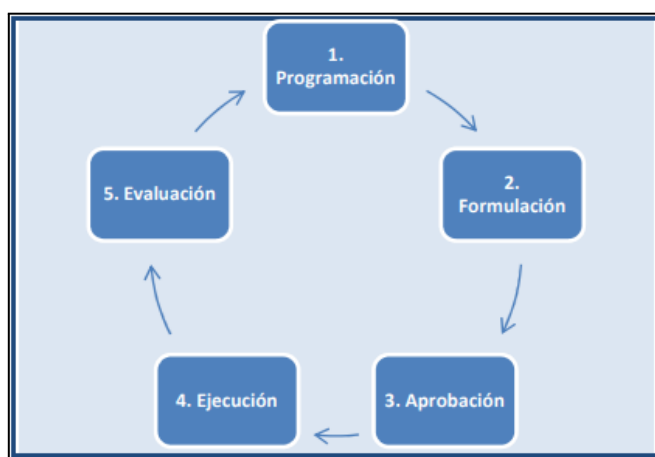 1.
Programación
2.
Formulación
3. Aprobación
4. Ejecución
5. Evaluación